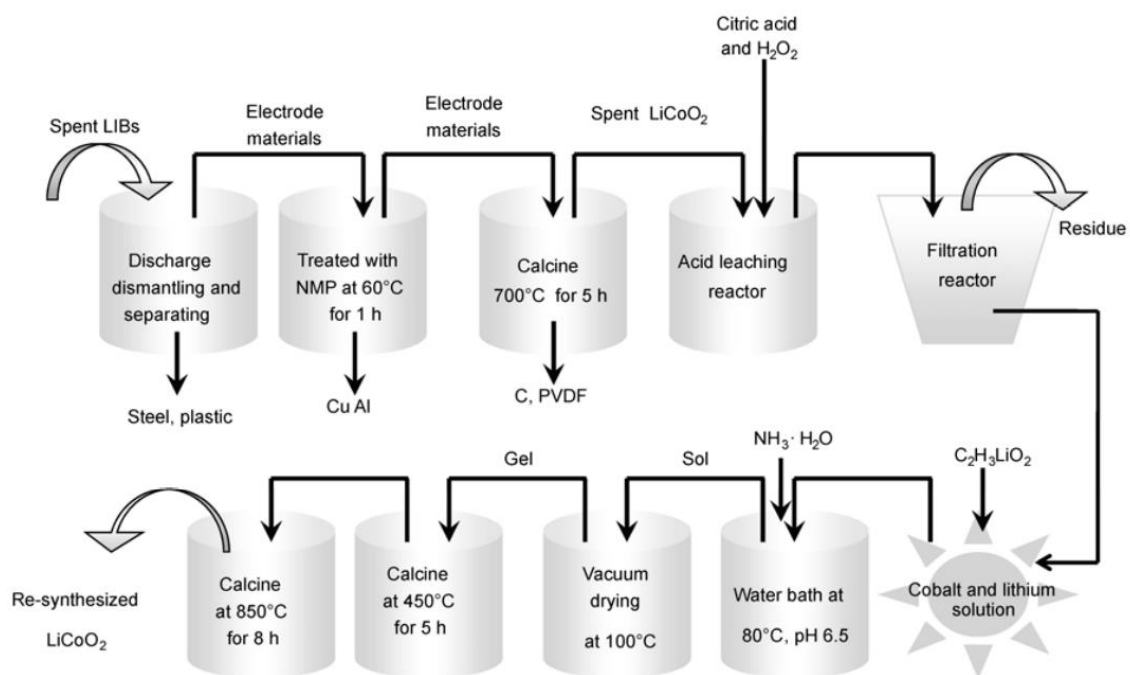 Citric acid
and H₂O₂
Spent LIBs
Electrode
materials
Electrode
materials
Spent LiCoO₂
Residue
Discharge
dismantling and
separating
Treated with
NMP at 60°C
for 1 h
Calcine
700°C for 5 h
Acid leaching
reactor
Filtration
reactor
Steel, plastic
Cu Al
C, PVDF
Gel
Sol
NH₃· H₂O
C₂H₃LiO₂
Re-synthesized
LiCoO₂
Calcine
at 850°C
for 8 h
Calcine
at 450°C
for 5 h
Vacuum
drying
at 100°C
Water bath at
80°C, pH 6.5
Cobalt and lithium
solution